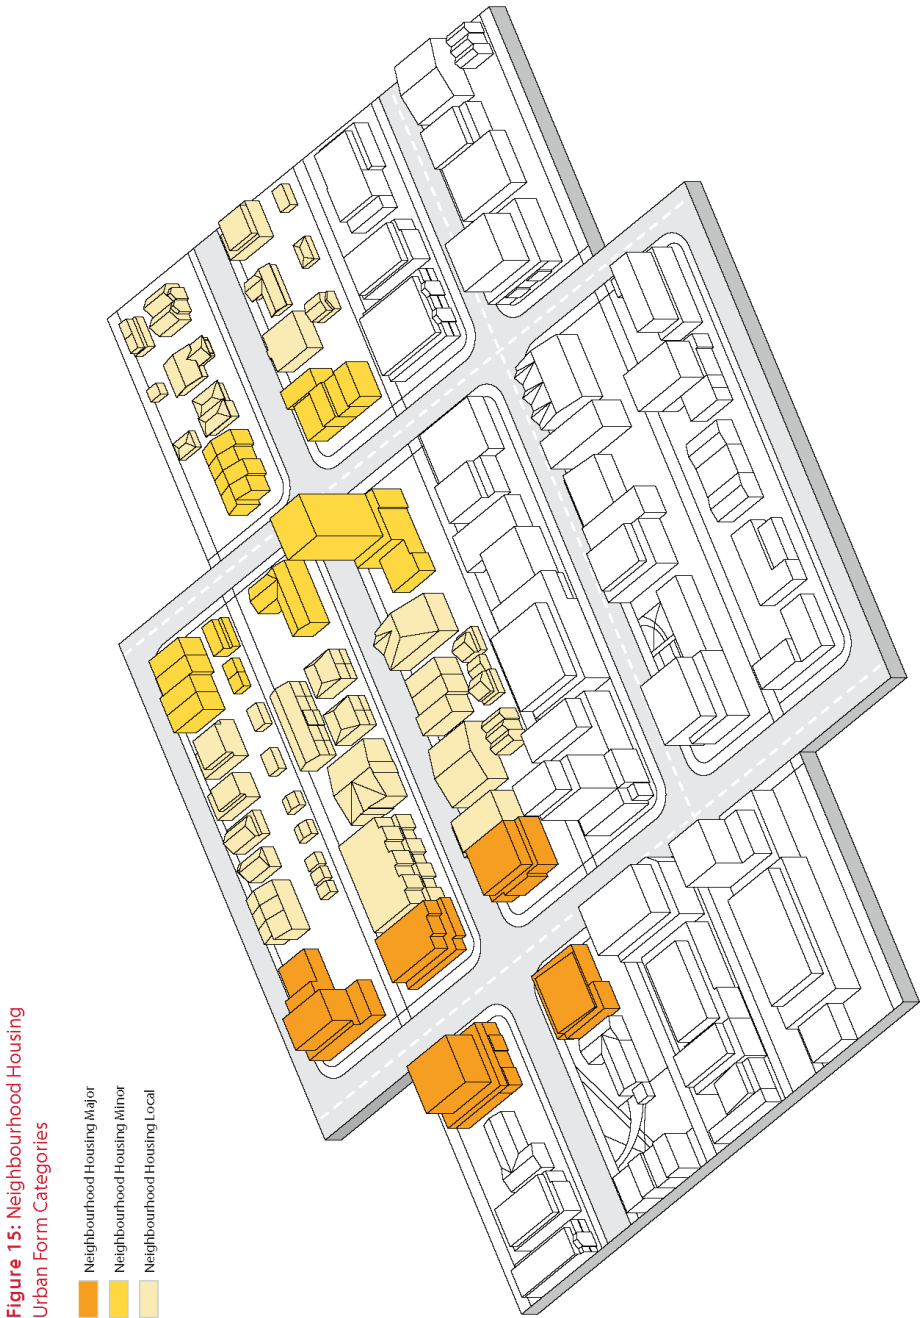 Figure 15: Neighbourhood Housing
Urban Form Categories
Neighbourhood Housing Major
Neighbourhood Housing Minor
Neighbourhood Housing Local